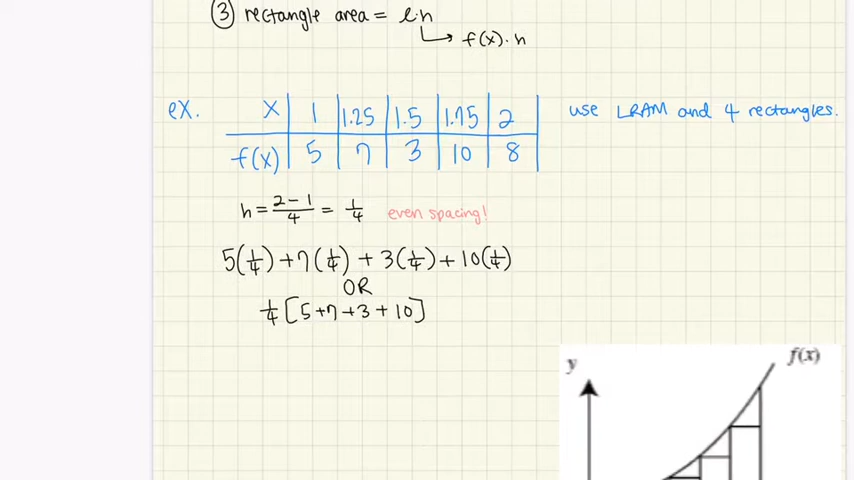 ③ rectangle area = l·h
↳ f(x)·h
ex. x | 1 | 1.25 | 1.5 | 1.75 | 2 use LRAM and 4 rectangles.
f(x) | 5 | 7 | 3 | 10 | 8
h = (2-1)/4 = 1/4 even spacing!
5(1/4) + 7(1/4) + 3(1/4) + 10(1/4)
OR
1/4 [5+7+3+10]
y f(x)